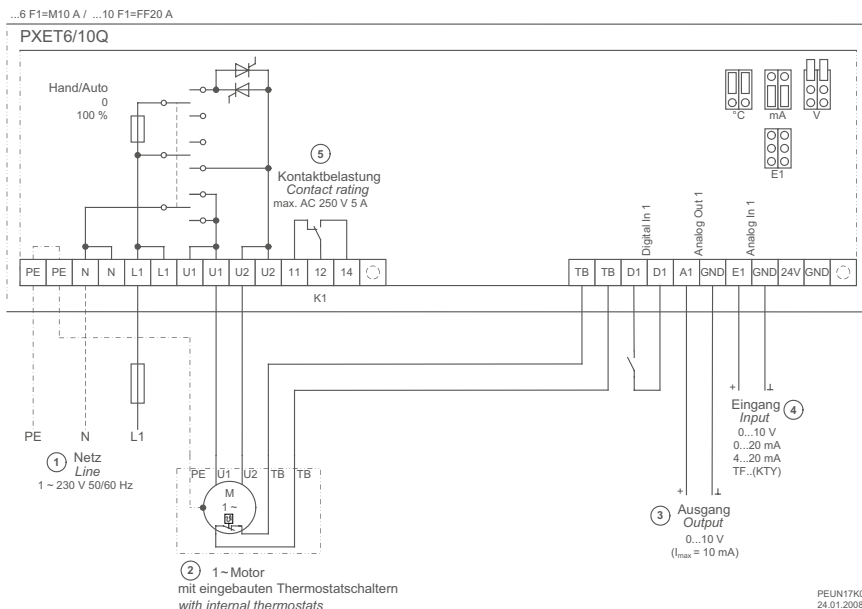 ...6 F1=M10 A / ...10 F1=FF20 A
PXET6/10Q
Hand/Auto
0
100 %
5
Kontaktbelastung
Contact rating
max. AC 250 V 5 A
°C
mA
V
E1
Digital In 1
Analog Out 1
Analog In 1
PE PE N N L1 L1 U1 U1 U2 U2 11 12 14
TB TB D1 D1 A1 GND E1 GND 24V GND
K1
PE N L1
1 Netz
Line
1 ~ 230 V 50/60 Hz
PE U1 U2 TB TB
M
1 ~
2 1~Motor
mit eingebauten Thermostatschaltern
with internal thermostats
+ ⊥
3 Ausgang
Output
0...10 V
(Imax = 10 mA)
+ ⊥
Eingang 4
Input
0...10 V
0...20 mA
4...20 mA
TF..(KTY)
24.01.2008